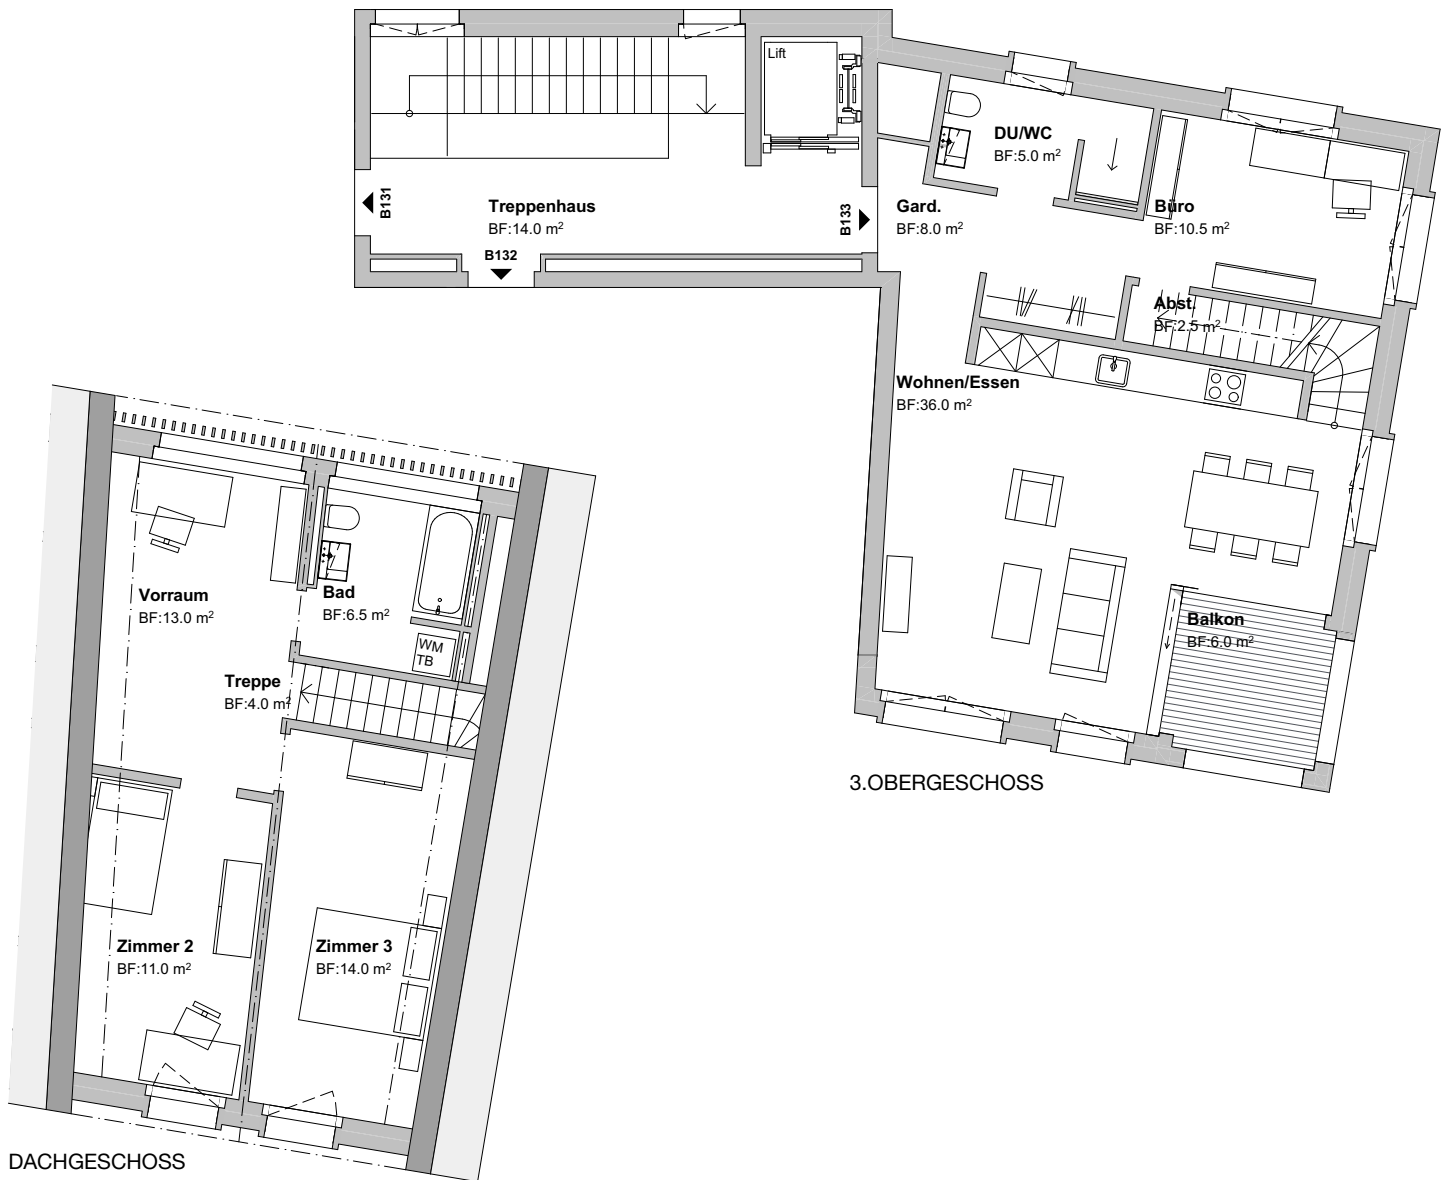 Lift
DU/WC
BF:5.0 m²
B131
Treppenhaus
BF:14.0 m²
B133
Gard.
BF:8.0 m²
Büro
BF:10.5 m²
B132
Abst.
BF:2.5 m²
Wohnen/Essen
BF:36.0 m²
Vorraum
BF:13.0 m²
Bad
BF:6.5 m²
WM
TB
Balkon
BF:6.0 m²
Treppe
BF:4.0 m²
3.OBERGESCHOSS
Zimmer 2
BF:11.0 m²
Zimmer 3
BF:14.0 m²
DACHGESCHOSS